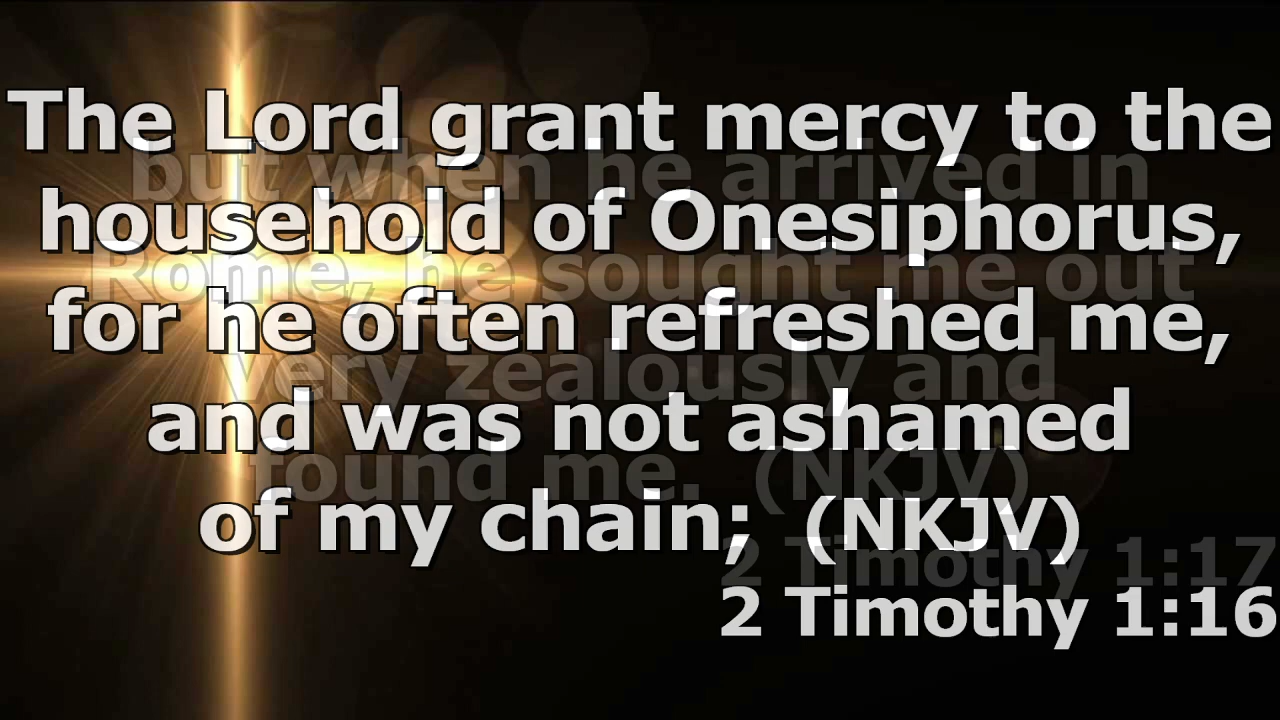 The Lord grant mercy to the
household of Onesiphorus,
for he often refreshed me,
and was not ashamed
of my chain; (NKJV)
2 Timothy 1:16
but when he arrived in
Rome, he sought me out
very zealously and
found me. (NKJV)
2 Timothy 1:17